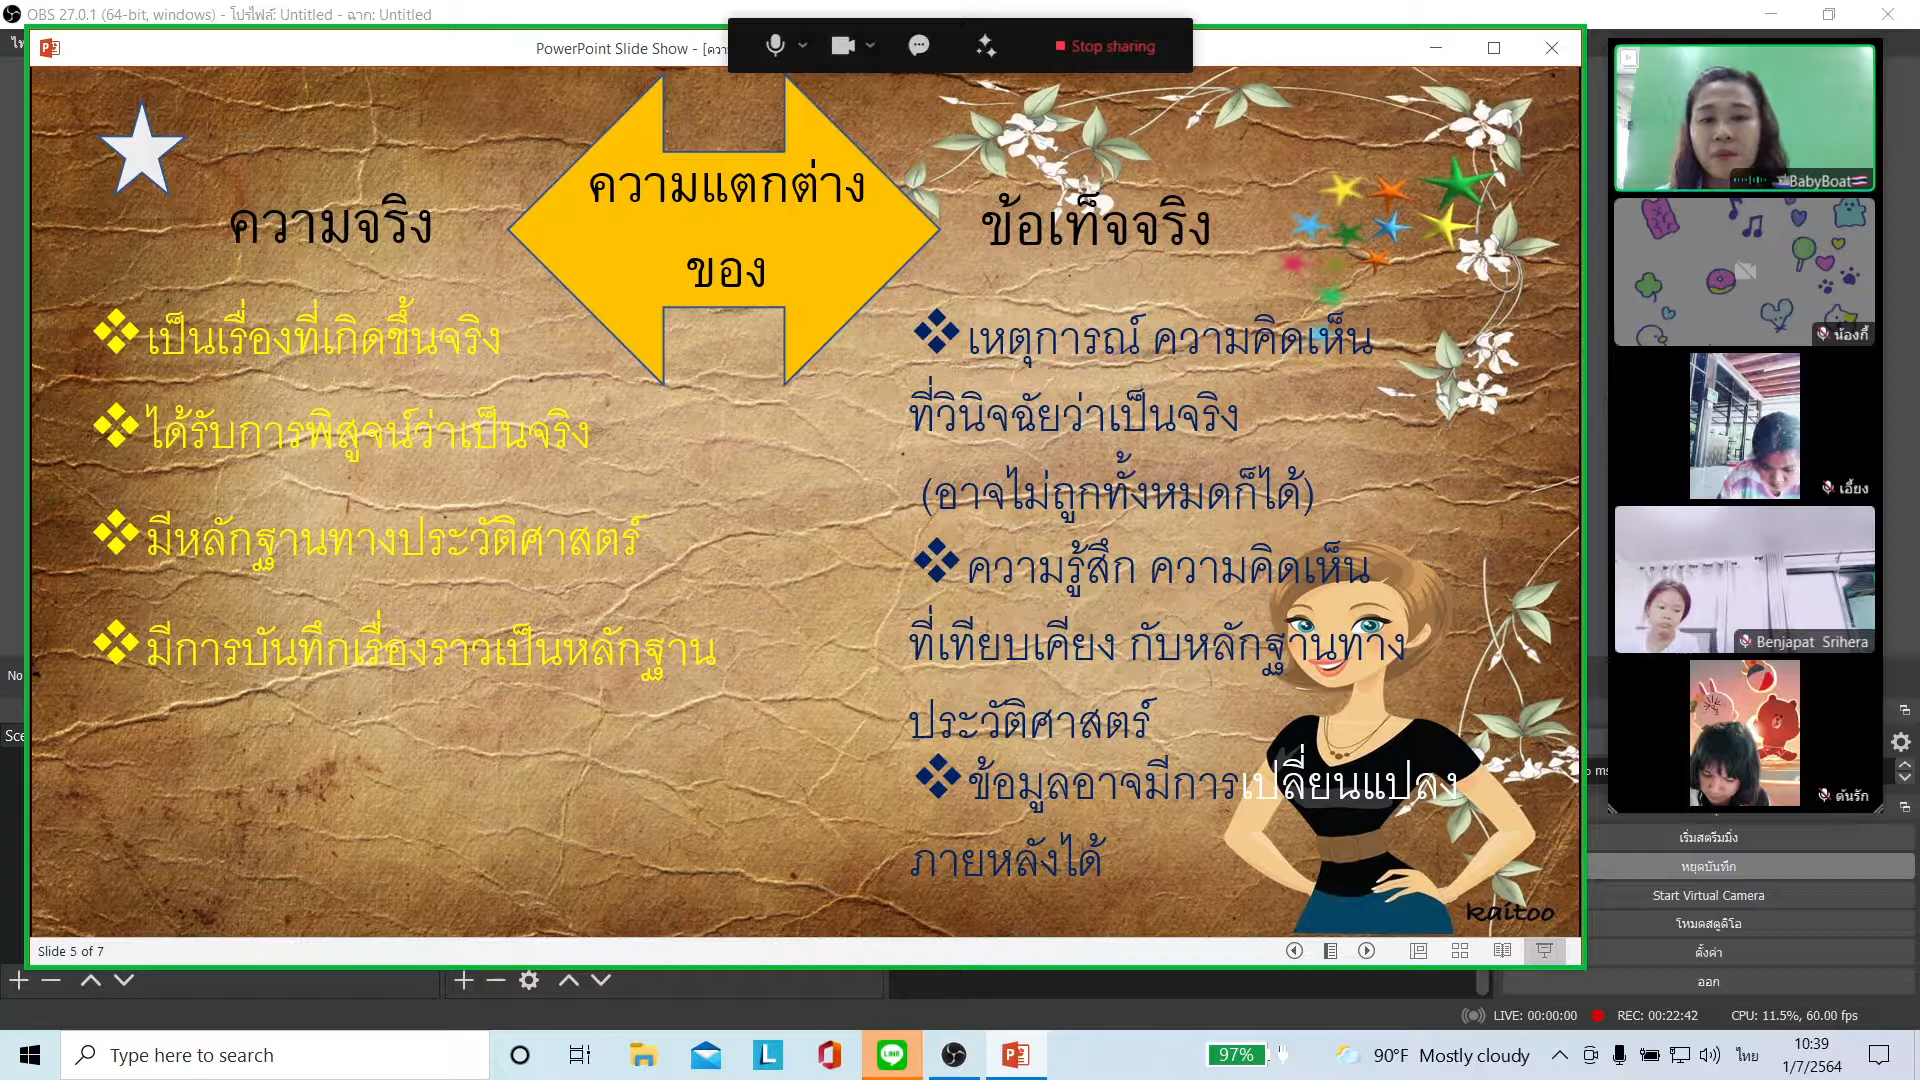 OBS 27.0.1 (64-bit, windows) - โปรไฟล์: Untitled - ฉาก: Untitled
PowerPoint Slide Show - [ควา
Stop sharing
ความแตกต่าง
ของ
ความจริง
ข้อเท็จจริง
❖เป็นเรื่องที่เกิดขึ้นจริง
❖ได้รับการพิสูจน์ว่าเป็นจริง
❖มีหลักฐานทางประวัติศาสตร์
❖มีการบันทึกเรื่องราวเป็นหลักฐาน
❖เหตุการณ์ ความคิดเห็น
ที่วินิจฉัยว่าเป็นจริง
(อาจไม่ถูกทั้งหมดก็ได้)
❖ความรู้สึก ความคิดเห็น
ที่เทียบเคียง กับหลักฐานทาง
ประวัติศาสตร์
❖ข้อมูลอาจมีการเปลี่ยนแปลง
ภายหลังได้
kaitoo
Slide 5 of 7
BabyBoat
น้องกี้
เอี้ยง
Benjapat Srihera
ต้นรัก
No
Sce
ms
เริ่มสตรีมมิ่ง
หยุดบันทึก
Start Virtual Camera
โหมดสตูดิโอ
ตั้งค่า
ออก
LIVE: 00:00:00
REC: 00:22:42
CPU: 11.5%, 60.00 fps
Type here to search
97%
90°F Mostly cloudy
ไทย
10:39
1/7/2564